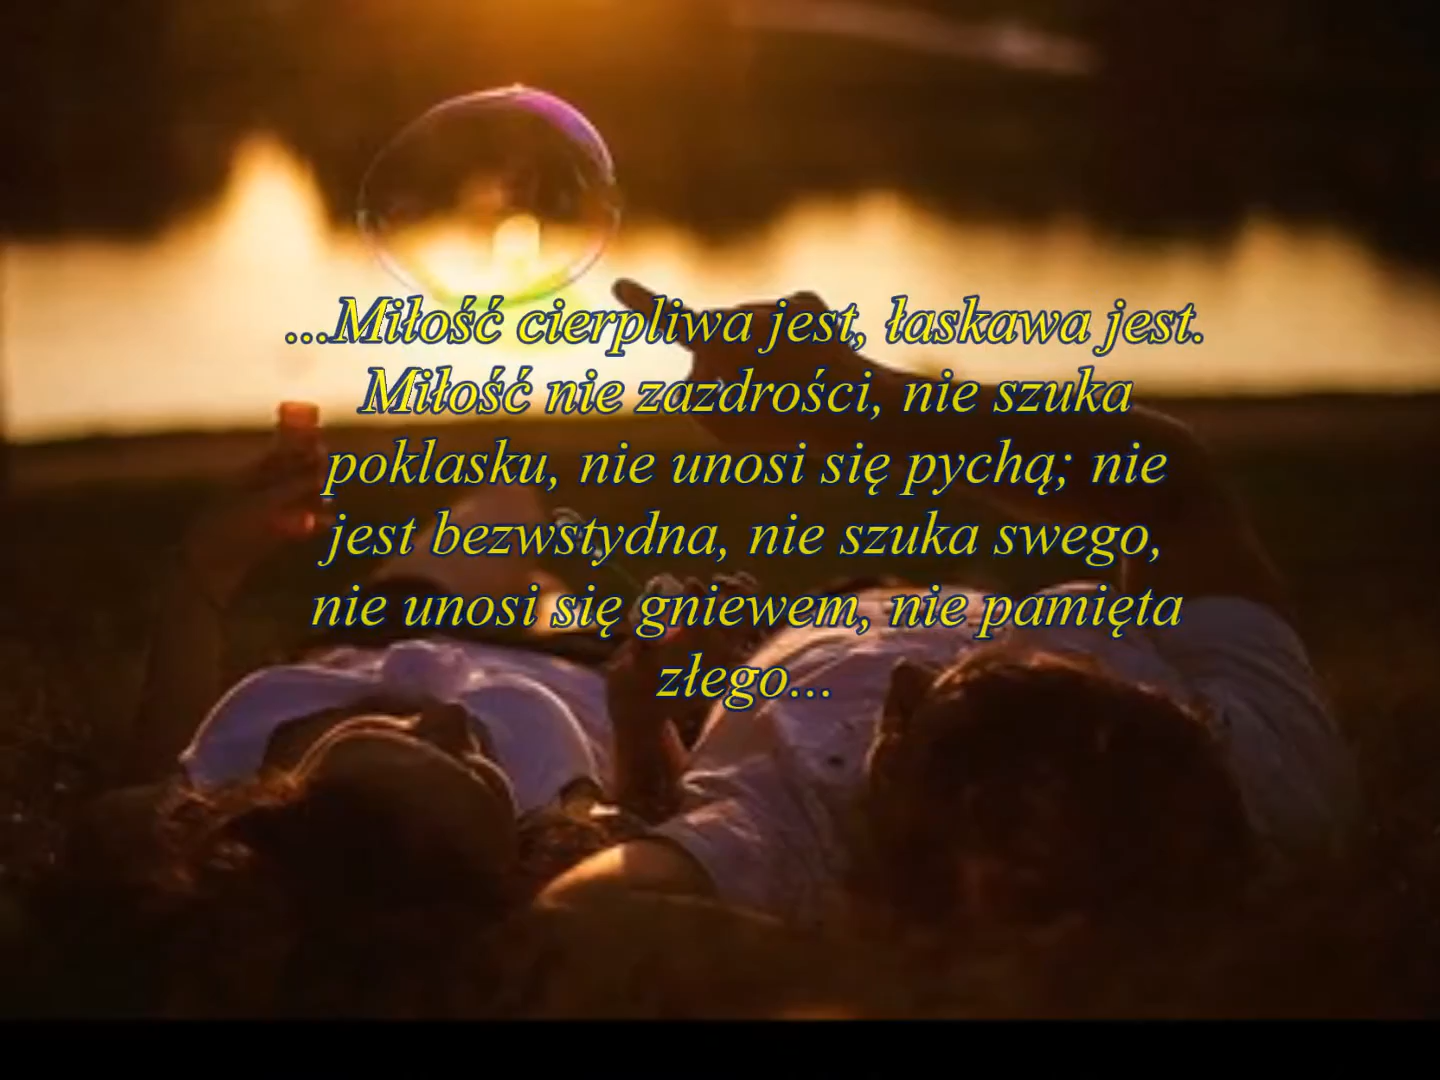 ...Miłość cierpliwa jest, łaskawa jest.
Miłość nie zazdrości, nie szuka
poklasku, nie unosi się pychą; nie
jest bezwstydna, nie szuka swego,
nie unosi się gniewem, nie pamięta
złego...